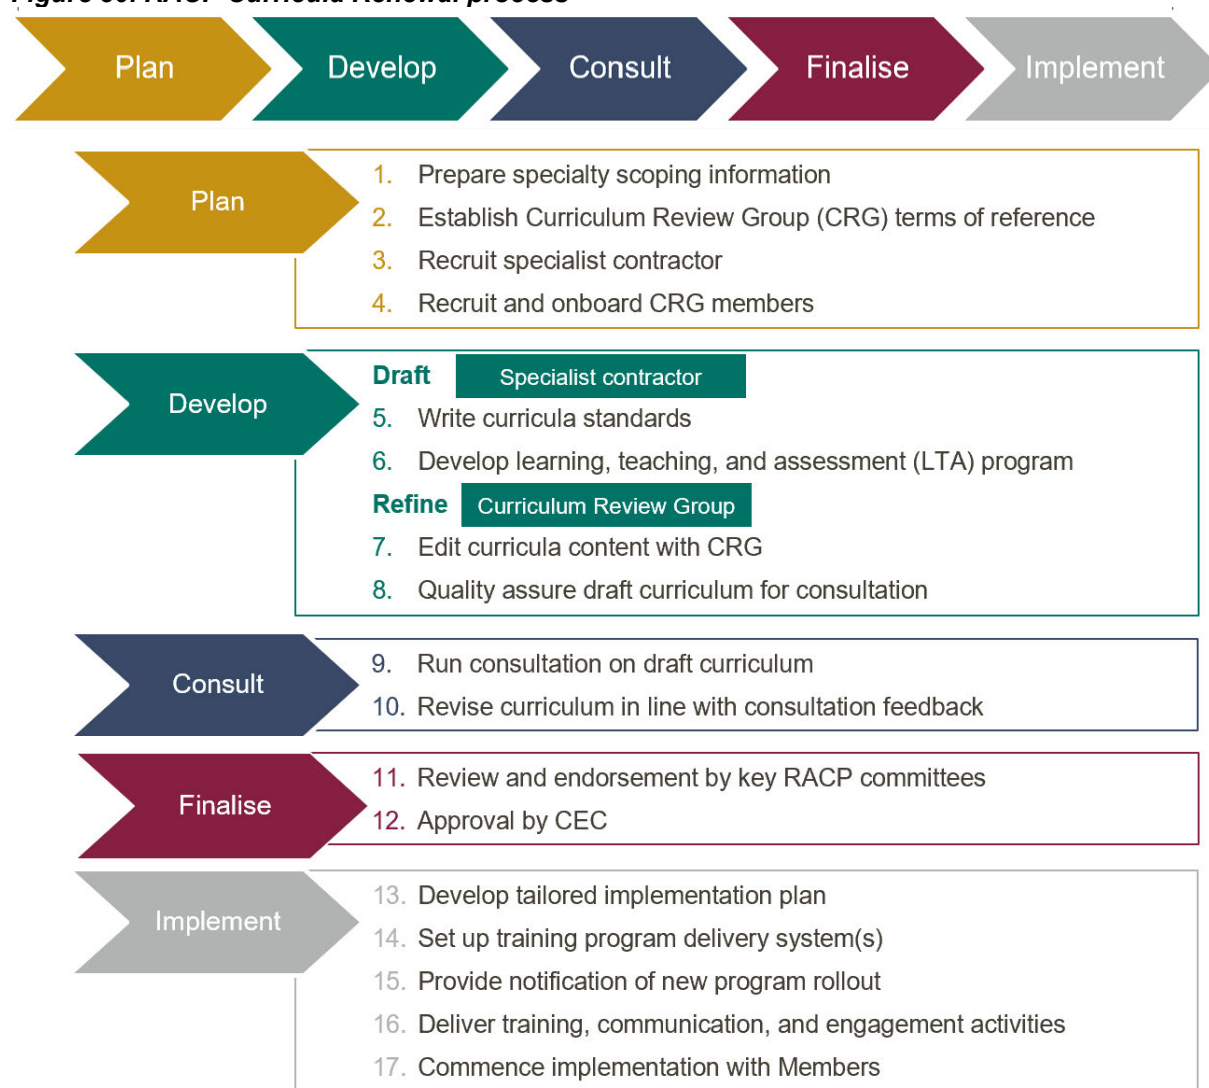 Figure 30: RACP Curricula Renewal process
Plan
Develop
Consult
Finalise
Implement
Plan
1. Prepare specialty scoping information
2. Establish Curriculum Review Group (CRG) terms of reference
3. Recruit specialist contractor
4. Recruit and onboard CRG members
Develop
Draft Specialist contractor
5. Write curricula standards
6. Develop learning, teaching, and assessment (LTA) program
Refine Curriculum Review Group
7. Edit curricula content with CRG
8. Quality assure draft curriculum for consultation
Consult
9. Run consultation on draft curriculum
10. Revise curriculum in line with consultation feedback
Finalise
11. Review and endorsement by key RACP committees
12. Approval by CEC
Implement
13. Develop tailored implementation plan
14. Set up training program delivery system(s)
15. Provide notification of new program rollout
16. Deliver training, communication, and engagement activities
17. Commence implementation with Members